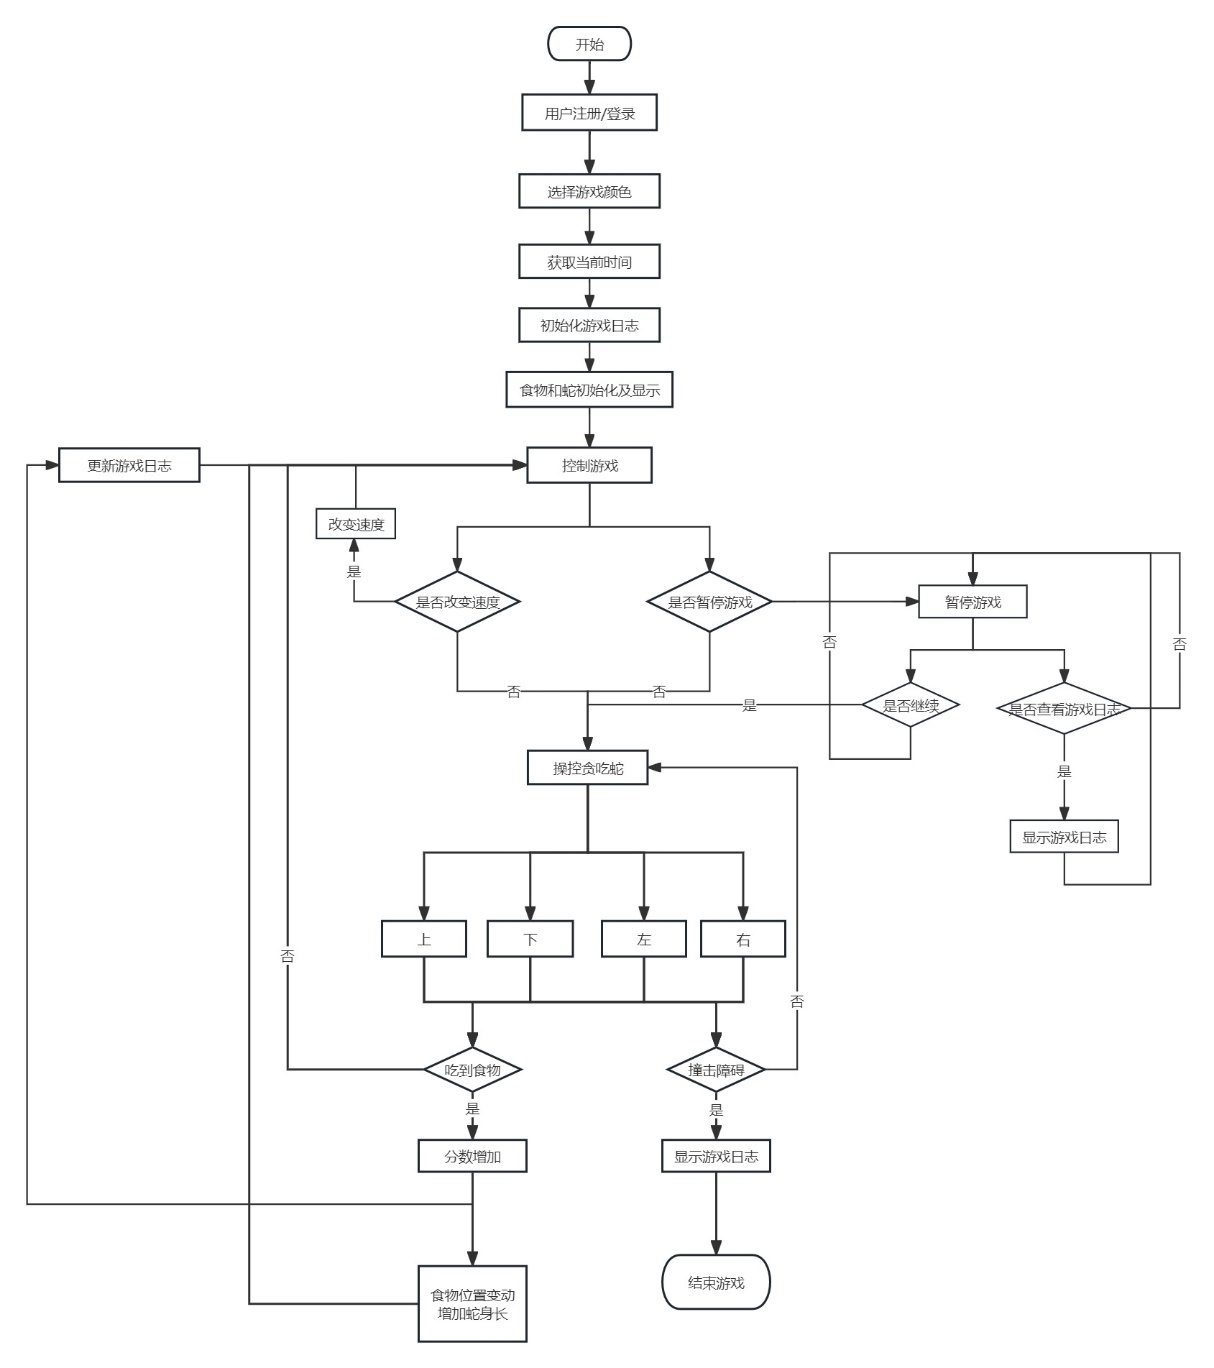 开始
用户注册/登录
选择游戏颜色
获取当前时间
初始化游戏日志
食物和蛇初始化及显示
更新游戏日志
控制游戏
改变速度
是
是否改变速度
是否暂停游戏
暂停游戏
否
否
否
否
是
是否继续
是否查看游戏日志
操控贪吃蛇
是
显示游戏日志
上
下
左
右
否
否
吃到食物
撞击障碍
是
是
分数增加
显示游戏日志
食物位置变动
增加蛇身长
结束游戏